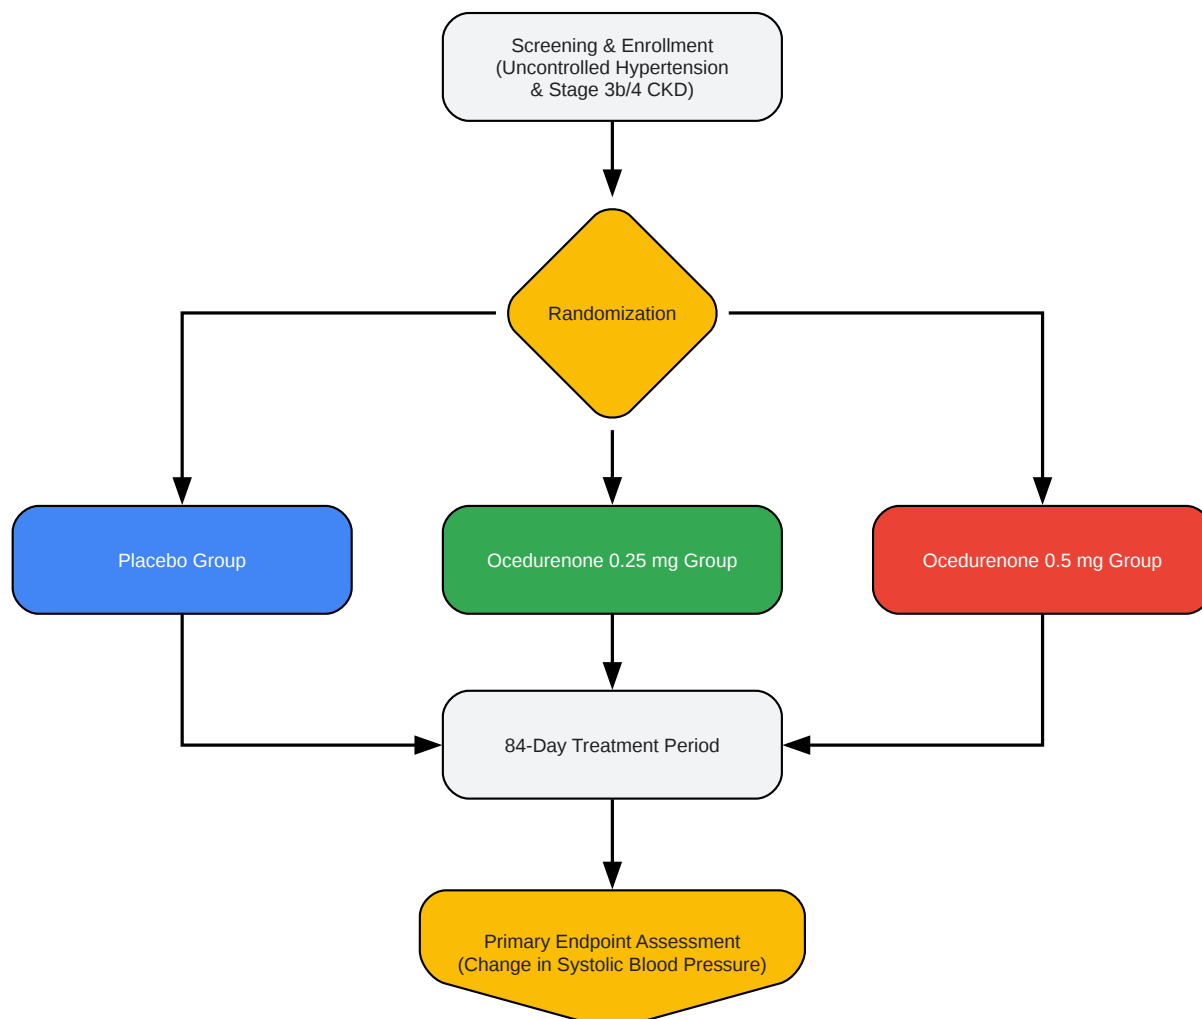 Screening & Enrollment
(Uncontrolled Hypertension
& Stage 3b/4 CKD)
Randomization
Placebo Group
Ocedurenone 0.25 mg Group
Ocedurenone 0.5 mg Group
84-Day Treatment Period
Primary Endpoint Assessment
(Change in Systolic Blood Pressure)